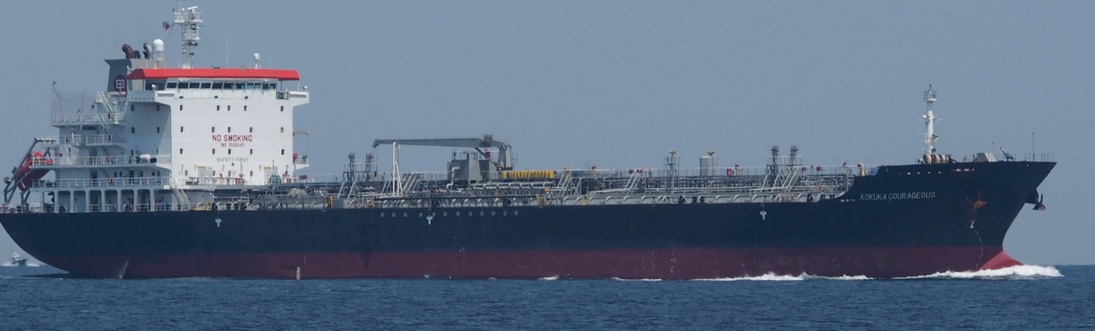 NO SMOKING
SAFETY FIRST
KOKUKA COURAGEOUS